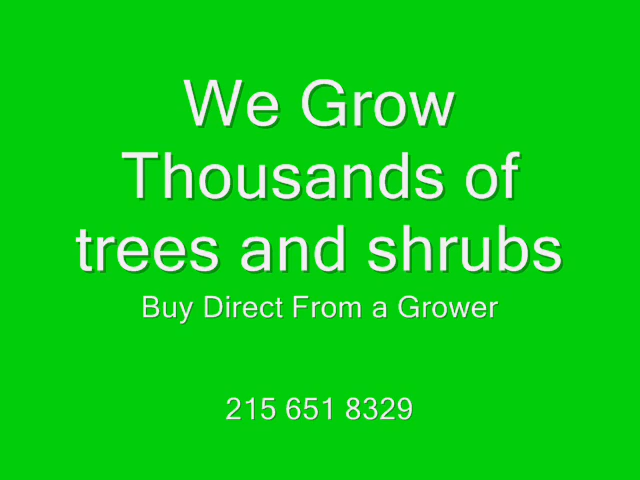 We Grow
Thousands of
trees and shrubs
Buy Direct From a Grower
215 651 8329